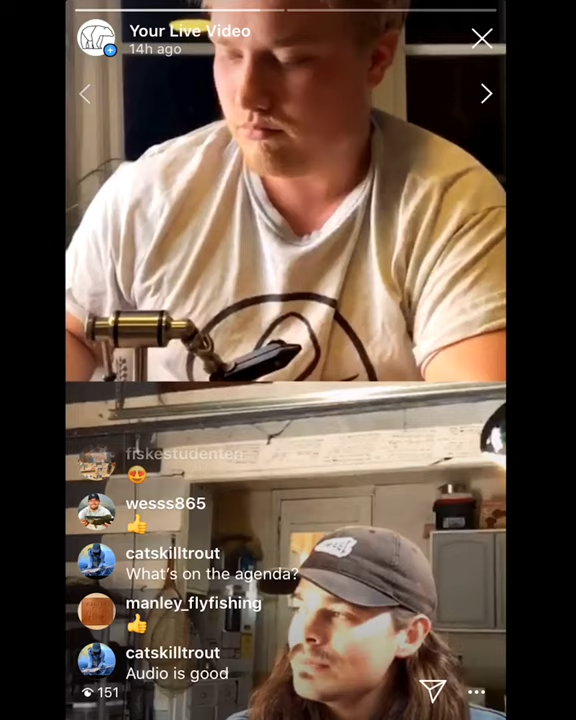 Your Live Video
14h ago
fiskestudenten
wesss865
catskilltrout
What's on the agenda?
manley_flyfishing
catskilltrout
Audio is good
151